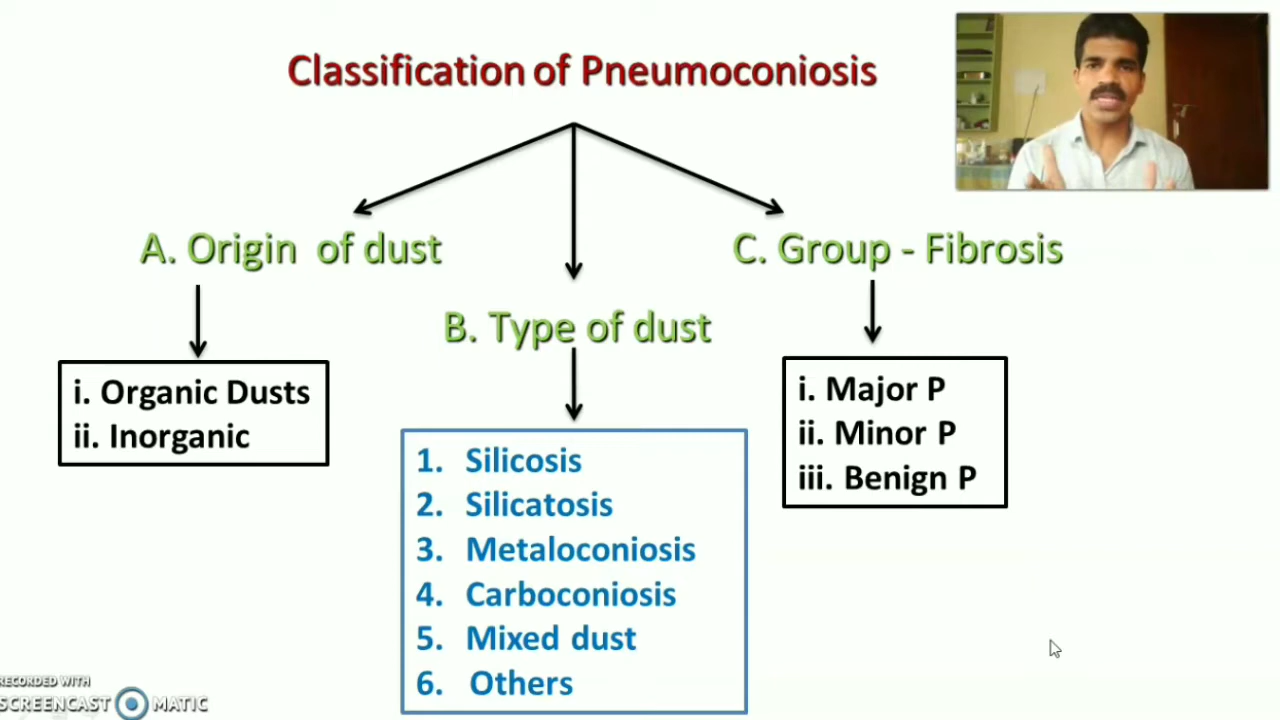 Classification of Pneumoconiosis
A. Origin of dust
i. Organic Dusts
ii. Inorganic
B. Type of dust
1. Silicosis
2. Silicatosis
3. Metaloconiosis
4. Carboconiosis
5. Mixed dust
6. Others
C. Group - Fibrosis
i. Major P
ii. Minor P
iii. Benign P
RECORDED WITH
SCREENCAST MATIC